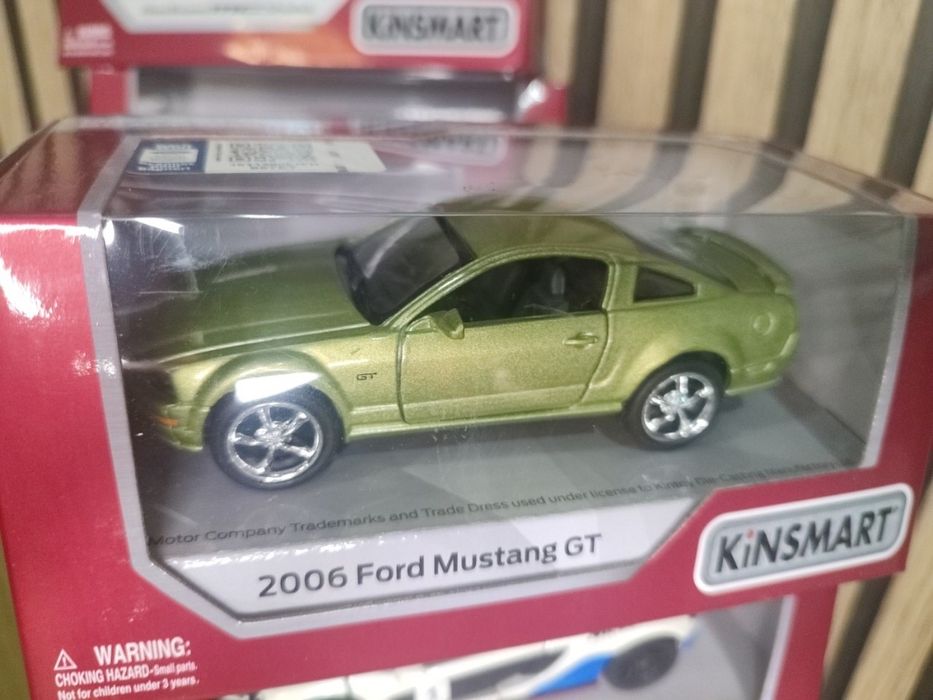 KiNSMART
GT
Motor Company Trademarks and Trade Dress used under license to Kintoy Die-Casting Manufactory
2006 Ford Mustang GT
KiNSMART
WARNING:
CHOKING HAZARD-Small parts.
Not for children under 3 years.